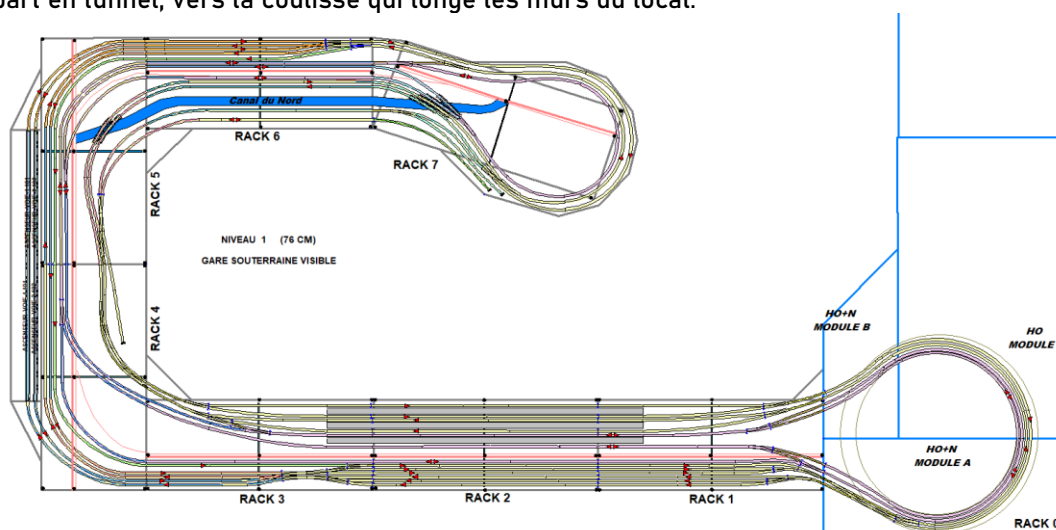 part en tunnel, vers la coulisse qui longe les murs du local.
Canal du Nord
RACK 6
RACK 7
RACK 5
NIVEAU 1 (76 CM)
GARE SOUTERRAINE VISIBLE
RACK 4
HO+N
MODULE B
HO
MODULE
HO+N
MODULE A
RACK 3
RACK 2
RACK 1
RACK 0